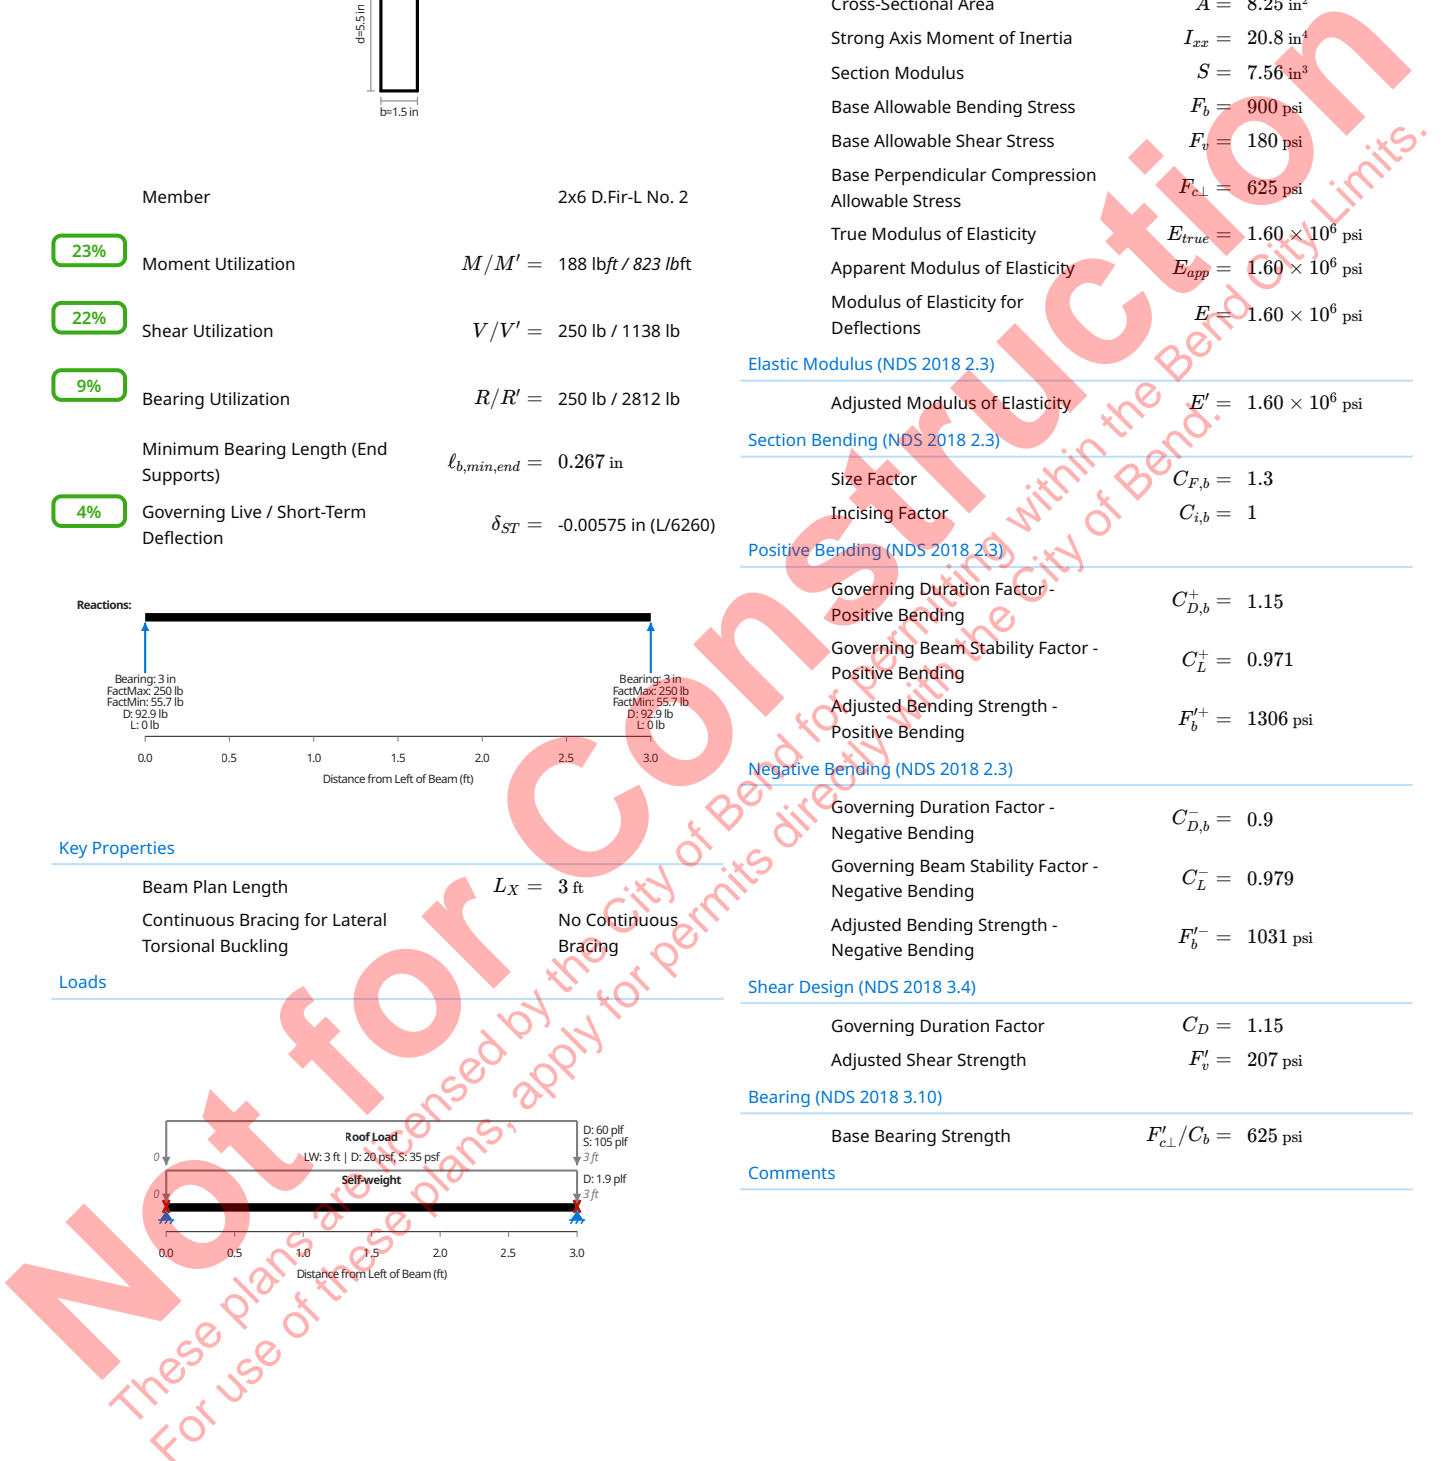 d=5.5 in
b=1.5 in
Member 2x6 D.Fir-L No. 2
23%
Moment Utilization M/M′ = 188 lbft / 823 lbft
22%
Shear Utilization V/V′ = 250 lb / 1138 lb
9%
Bearing Utilization R/R′ = 250 lb / 2812 lb
Minimum Bearing Length (End
Supports) ℓb,min,end = 0.267 in
4%
Governing Live / Short-Term
Deflection δST = -0.00575 in (L/6260)
Reactions:
Bearing: 3 in
FactMax: 250 lb
FactMin: 55.7 lb
D: 92.9 lb
L: 0 lb
Bearing: 3 in
FactMax: 250 lb
FactMin: 55.7 lb
D: 92.9 lb
L: 0 lb
0.0 0.5 1.0 1.5 2.0 2.5 3.0
Distance from Left of Beam (ft)
Key Properties
Beam Plan Length LX = 3 ft
Continuous Bracing for Lateral
Torsional Buckling
No Continuous
Bracing
Loads
Roof Load
LW: 3 ft | D: 20 psf, S: 35 psf
0
D: 60 plf
S: 105 plf
3 ft
Self-weight
0
D: 1.9 plf
3 ft
0.0 0.5 1.0 1.5 2.0 2.5 3.0
Distance from Left of Beam (ft)
Cross-Sectional Area A = 8.25 in²
Strong Axis Moment of Inertia Ixx = 20.8 in⁴
Section Modulus S = 7.56 in³
Base Allowable Bending Stress Fb = 900 psi
Base Allowable Shear Stress Fv = 180 psi
Base Perpendicular Compression
Allowable Stress Fc⊥ = 625 psi
True Modulus of Elasticity Etrue = 1.60 × 10⁶ psi
Apparent Modulus of Elasticity Eapp = 1.60 × 10⁶ psi
Modulus of Elasticity for
Deflections E = 1.60 × 10⁶ psi
Elastic Modulus (NDS 2018 2.3)
Adjusted Modulus of Elasticity E′ = 1.60 × 10⁶ psi
Section Bending (NDS 2018 2.3)
Size Factor CF,b = 1.3
Incising Factor Ci,b = 1
Positive Bending (NDS 2018 2.3)
Governing Duration Factor -
Positive Bending C+D,b = 1.15
Governing Beam Stability Factor -
Positive Bending C+L = 0.971
Adjusted Bending Strength -
Positive Bending F′+b = 1306 psi
Negative Bending (NDS 2018 2.3)
Governing Duration Factor -
Negative Bending C−D,b = 0.9
Governing Beam Stability Factor -
Negative Bending C−L = 0.979
Adjusted Bending Strength -
Negative Bending F′−b = 1031 psi
Shear Design (NDS 2018 3.4)
Governing Duration Factor CD = 1.15
Adjusted Shear Strength F′v = 207 psi
Bearing (NDS 2018 3.10)
Base Bearing Strength F′c⊥/Cb = 625 psi
Comments
Not for Construction
These plans are licensed by the City of Bend for permitting within the Bend City Limits.
For use of these plans, apply for permits directly with the City of Bend.